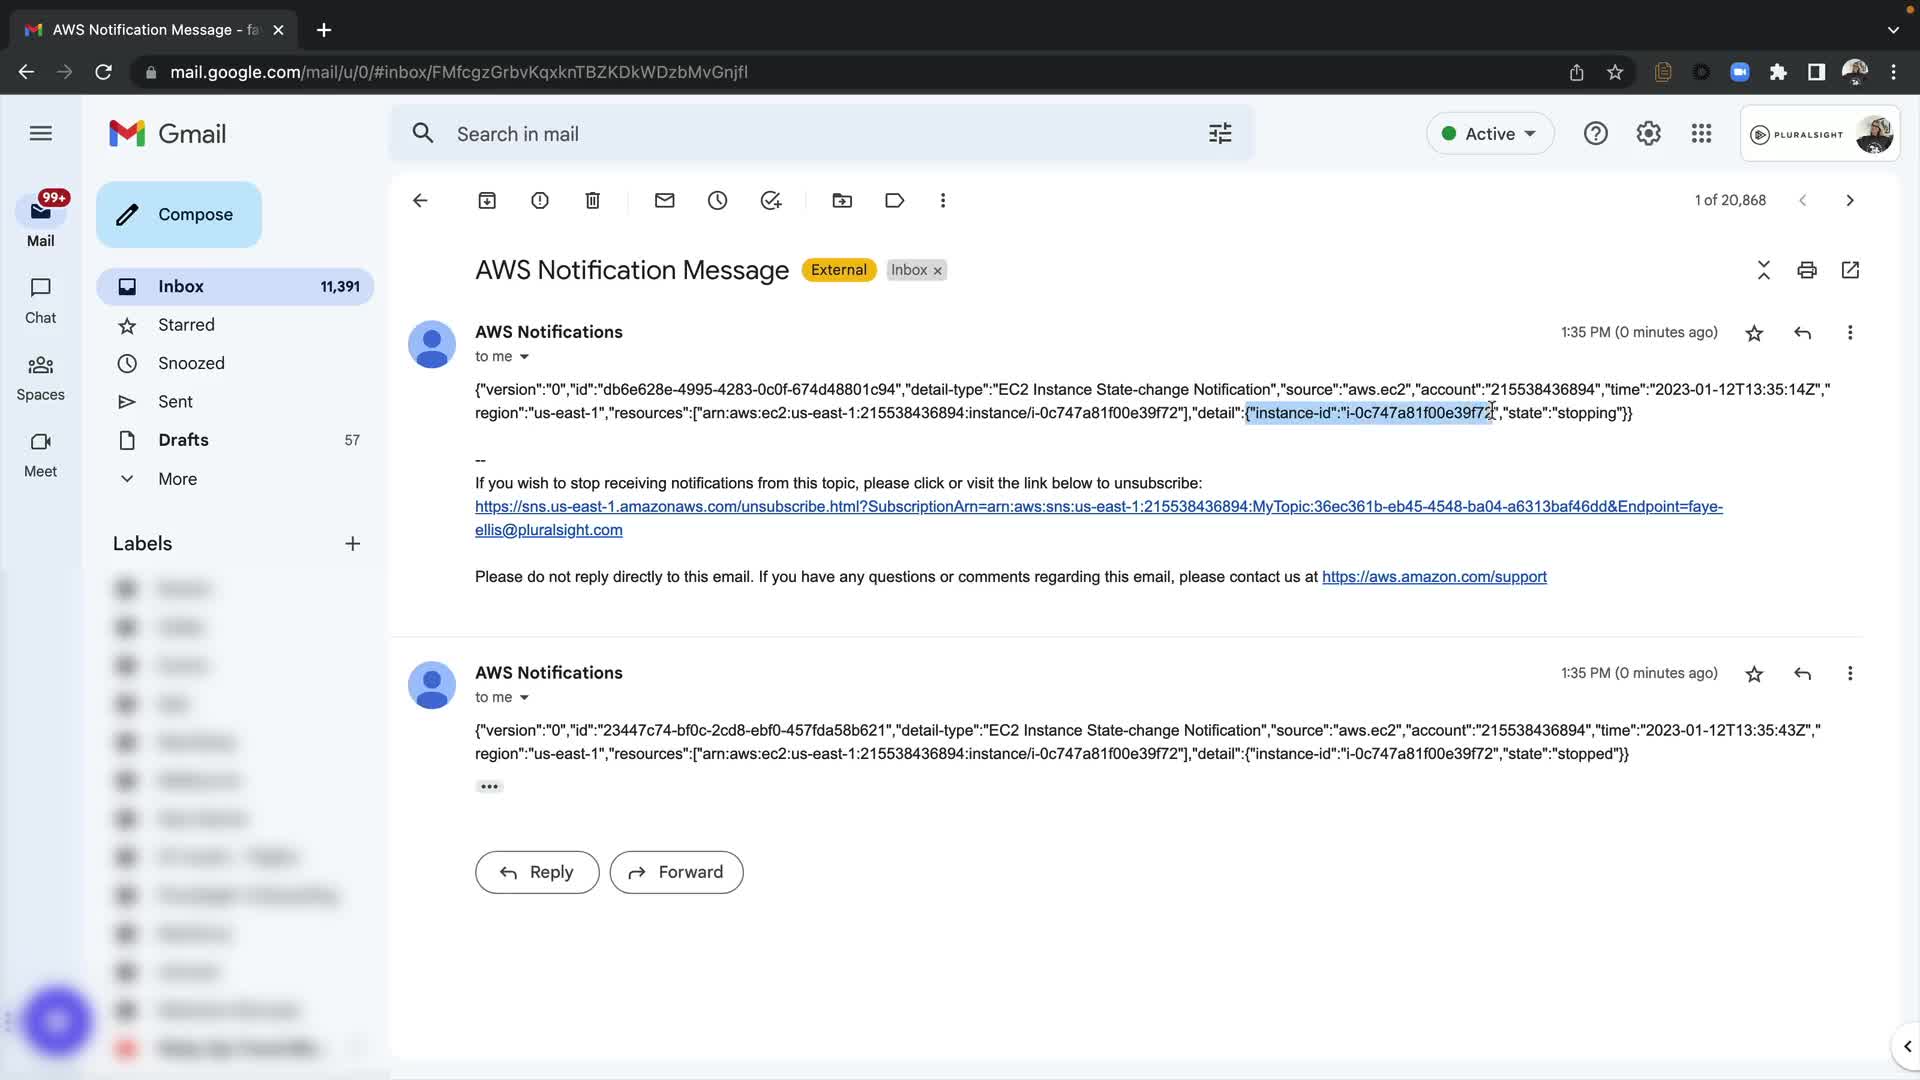 AWS Notification Message - fa
mail.google.com/mail/u/0/#inbox/FMfcgzGrbvKqxknTBZKDkWDzbMvGnjfl
Gmail
Search in mail
Active
PLURALSIGHT
99+
Mail
Chat
Spaces
Meet
Compose
Inbox 11,391
Starred
Snoozed
Sent
Drafts 57
More
Labels
1 of 20,868
AWS Notification Message External Inbox ×
AWS Notifications 1:35 PM (0 minutes ago)
to me
{"version":"0","id":"db6e628e-4995-4283-0c0f-674d48801c94","detail-type":"EC2 Instance State-change Notification","source":"aws.ec2","account":"215538436894","time":"2023-01-12T13:35:14Z","
region":"us-east-1","resources":["arn:aws:ec2:us-east-1:215538436894:instance/i-0c747a81f00e39f72"],"detail":{"instance-id":"i-0c747a81f00e39f72","state":"stopping"}}
--
If you wish to stop receiving notifications from this topic, please click or visit the link below to unsubscribe:
https://sns.us-east-1.amazonaws.com/unsubscribe.html?SubscriptionArn=arn:aws:sns:us-east-1:215538436894:MyTopic:36ec361b-eb45-4548-ba04-a6313baf46dd&Endpoint=faye-
ellis@pluralsight.com
Please do not reply directly to this email. If you have any questions or comments regarding this email, please contact us at https://aws.amazon.com/support
AWS Notifications 1:35 PM (0 minutes ago)
to me
{"version":"0","id":"23447c74-bf0c-2cd8-ebf0-457fda58b621","detail-type":"EC2 Instance State-change Notification","source":"aws.ec2","account":"215538436894","time":"2023-01-12T13:35:43Z","
region":"us-east-1","resources":["arn:aws:ec2:us-east-1:215538436894:instance/i-0c747a81f00e39f72"],"detail":{"instance-id":"i-0c747a81f00e39f72","state":"stopped"}}
Reply
Forward